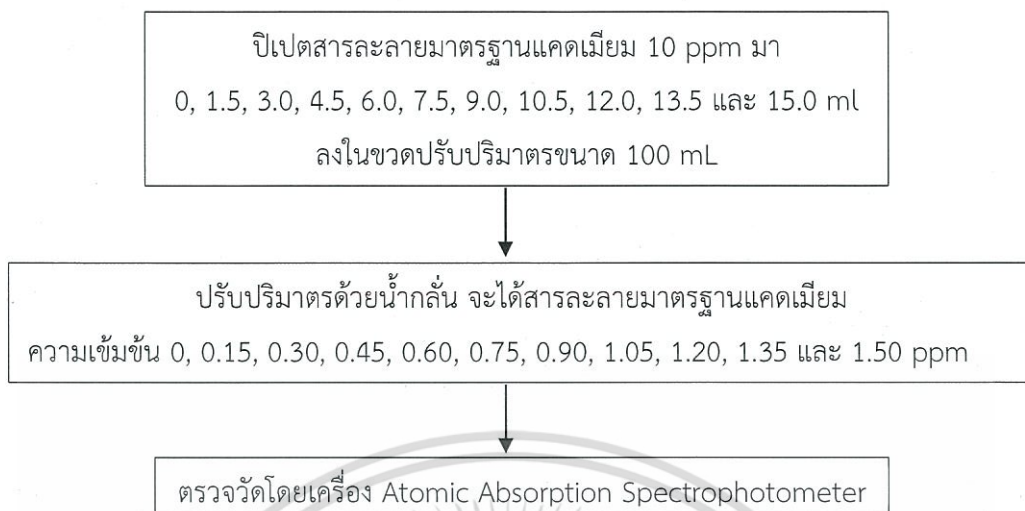 ปิเปตสารละลายมาตรฐานแคดเมียม 10 ppm มา
0, 1.5, 3.0, 4.5, 6.0, 7.5, 9.0, 10.5, 12.0, 13.5 และ 15.0 ml
ลงในขวดปรับปริมาตรขนาด 100 mL
ปรับปริมาตรด้วยน้ำกลั่น จะได้สารละลายมาตรฐานแคดเมียม
ความเข้มข้น 0, 0.15, 0.30, 0.45, 0.60, 0.75, 0.90, 1.05, 1.20, 1.35 และ 1.50 ppm
ตรวจวัดโดยเครื่อง Atomic Absorption Spectrophotometer